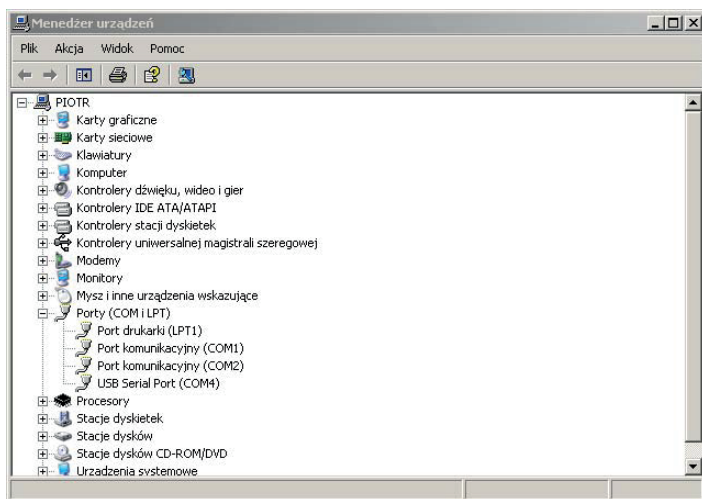 Menedżer urządzeń
Plik Akcja Widok Pomoc
PIOTR
Karty graficzne
Karty sieciowe
Klawiatury
Komputer
Kontrolery dźwięku, wideo i gier
Kontrolery IDE ATA/ATAPI
Kontrolery stacji dyskietek
Kontrolery uniwersalnej magistrali szeregowej
Modemy
Monitory
Mysz i inne urządzenia wskazujące
Porty (COM i LPT)
Port drukarki (LPT1)
Port komunikacyjny (COM1)
Port komunikacyjny (COM2)
USB Serial Port (COM4)
Procesory
Stacje dyskietek
Stacje dysków
Stacje dysków CD-ROM/DVD
Urządzenia systemowe